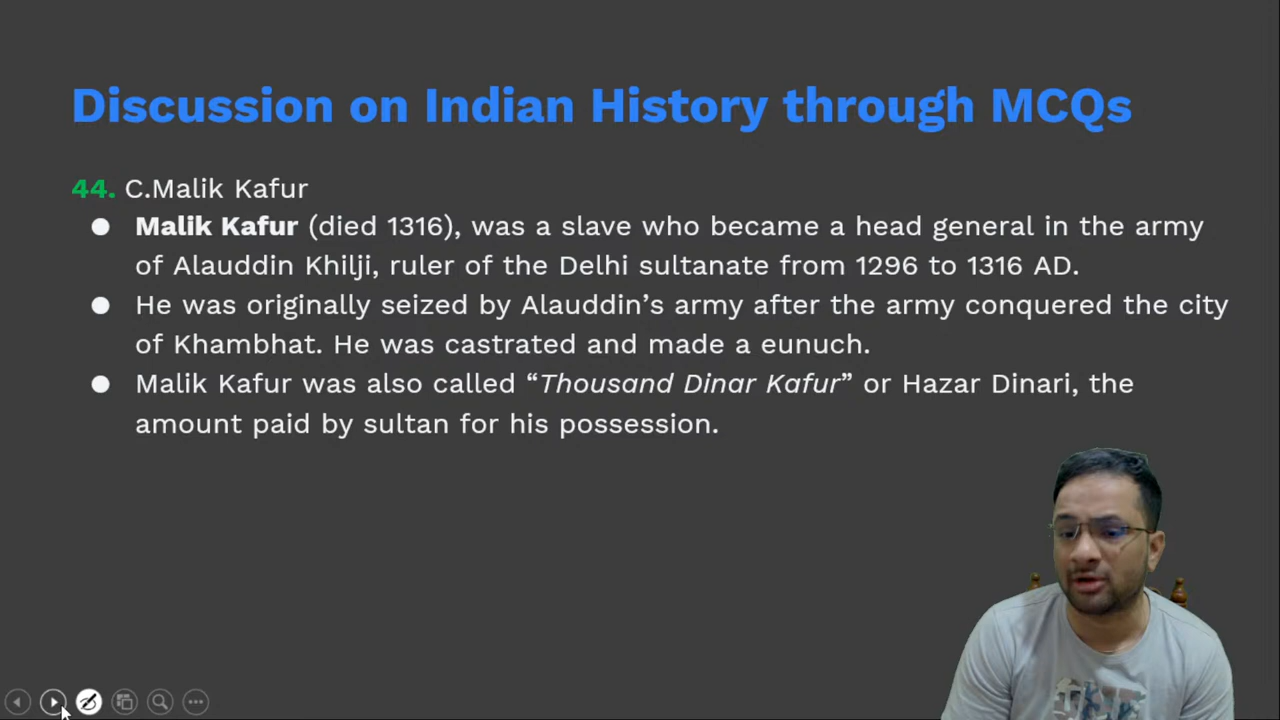 Discussion on Indian History through MCQs
44. C.Malik Kafur
● Malik Kafur (died 1316), was a slave who became a head general in the army
of Alauddin Khilji, ruler of the Delhi sultanate from 1296 to 1316 AD.
● He was originally seized by Alauddin’s army after the army conquered the city
of Khambhat. He was castrated and made a eunuch.
● Malik Kafur was also called “Thousand Dinar Kafur” or Hazar Dinari, the
amount paid by sultan for his possession.